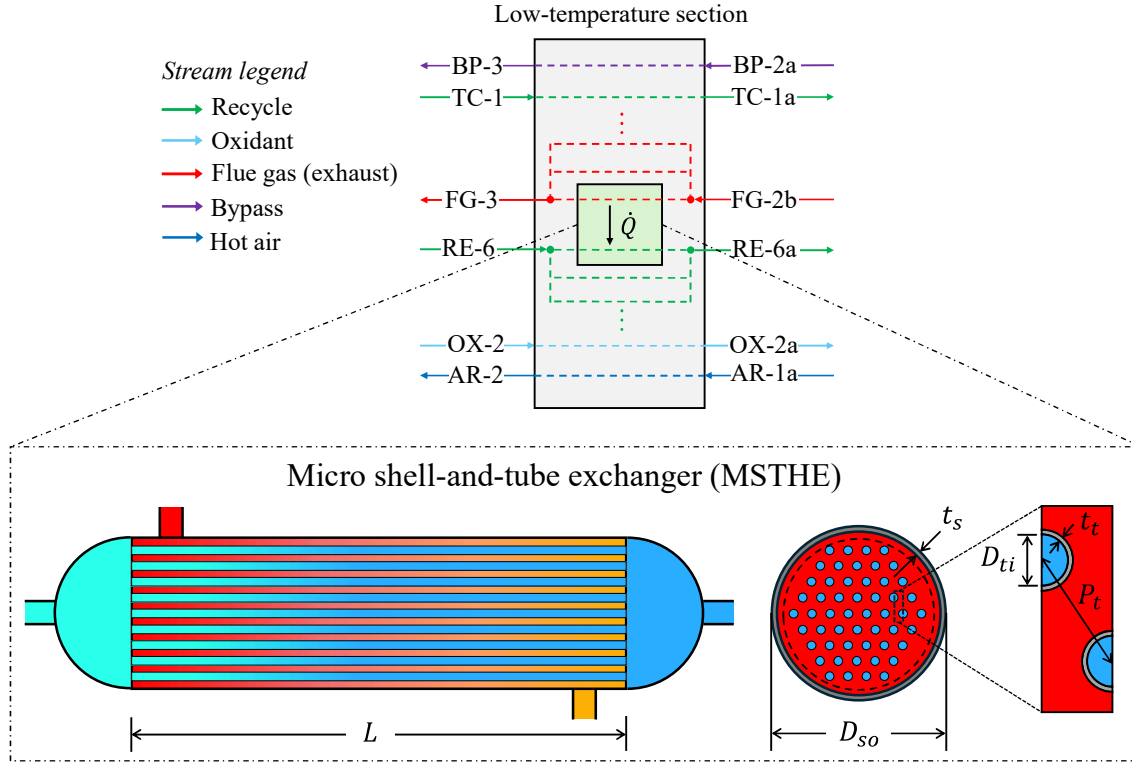 Low-temperature section
Stream legend
Recycle
Oxidant
Flue gas (exhaust)
Bypass
Hot air
BP-3
BP-2a
TC-1
TC-1a
FG-3
FG-2b
Q̇
RE-6
RE-6a
OX-2
OX-2a
AR-2
AR-1a
Micro shell-and-tube exchanger (MSTHE)
t_s
t_t
D_ti
P_t
L
D_so